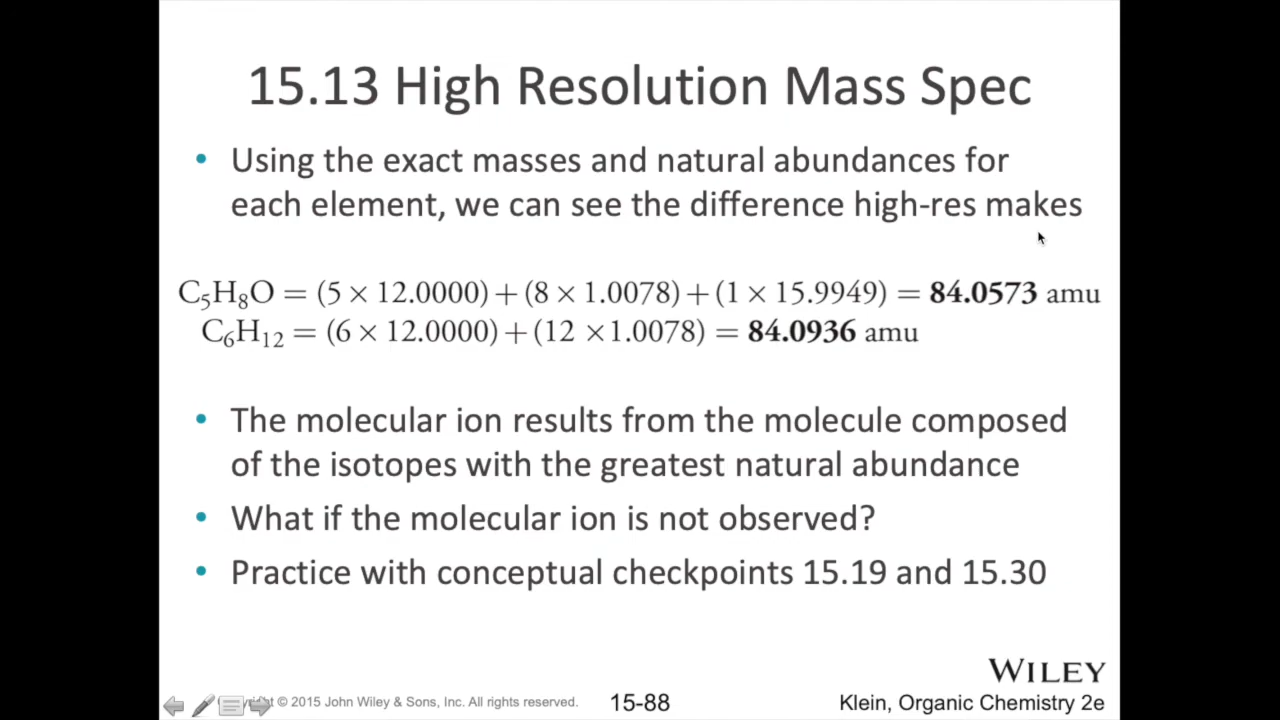 15.13 High Resolution Mass Spec
• Using the exact masses and natural abundances for
each element, we can see the difference high-res makes
C₅H₈O = (5 × 12.0000) + (8 × 1.0078) + (1 × 15.9949) = 84.0573 amu
C₆H₁₂ = (6 × 12.0000) + (12 ×1.0078) = 84.0936 amu
• The molecular ion results from the molecule composed
of the isotopes with the greatest natural abundance
• What if the molecular ion is not observed?
• Practice with conceptual checkpoints 15.19 and 15.30
WILEY
© 2015 John Wiley & Sons, Inc. All rights reserved.
15-88
Klein, Organic Chemistry 2e